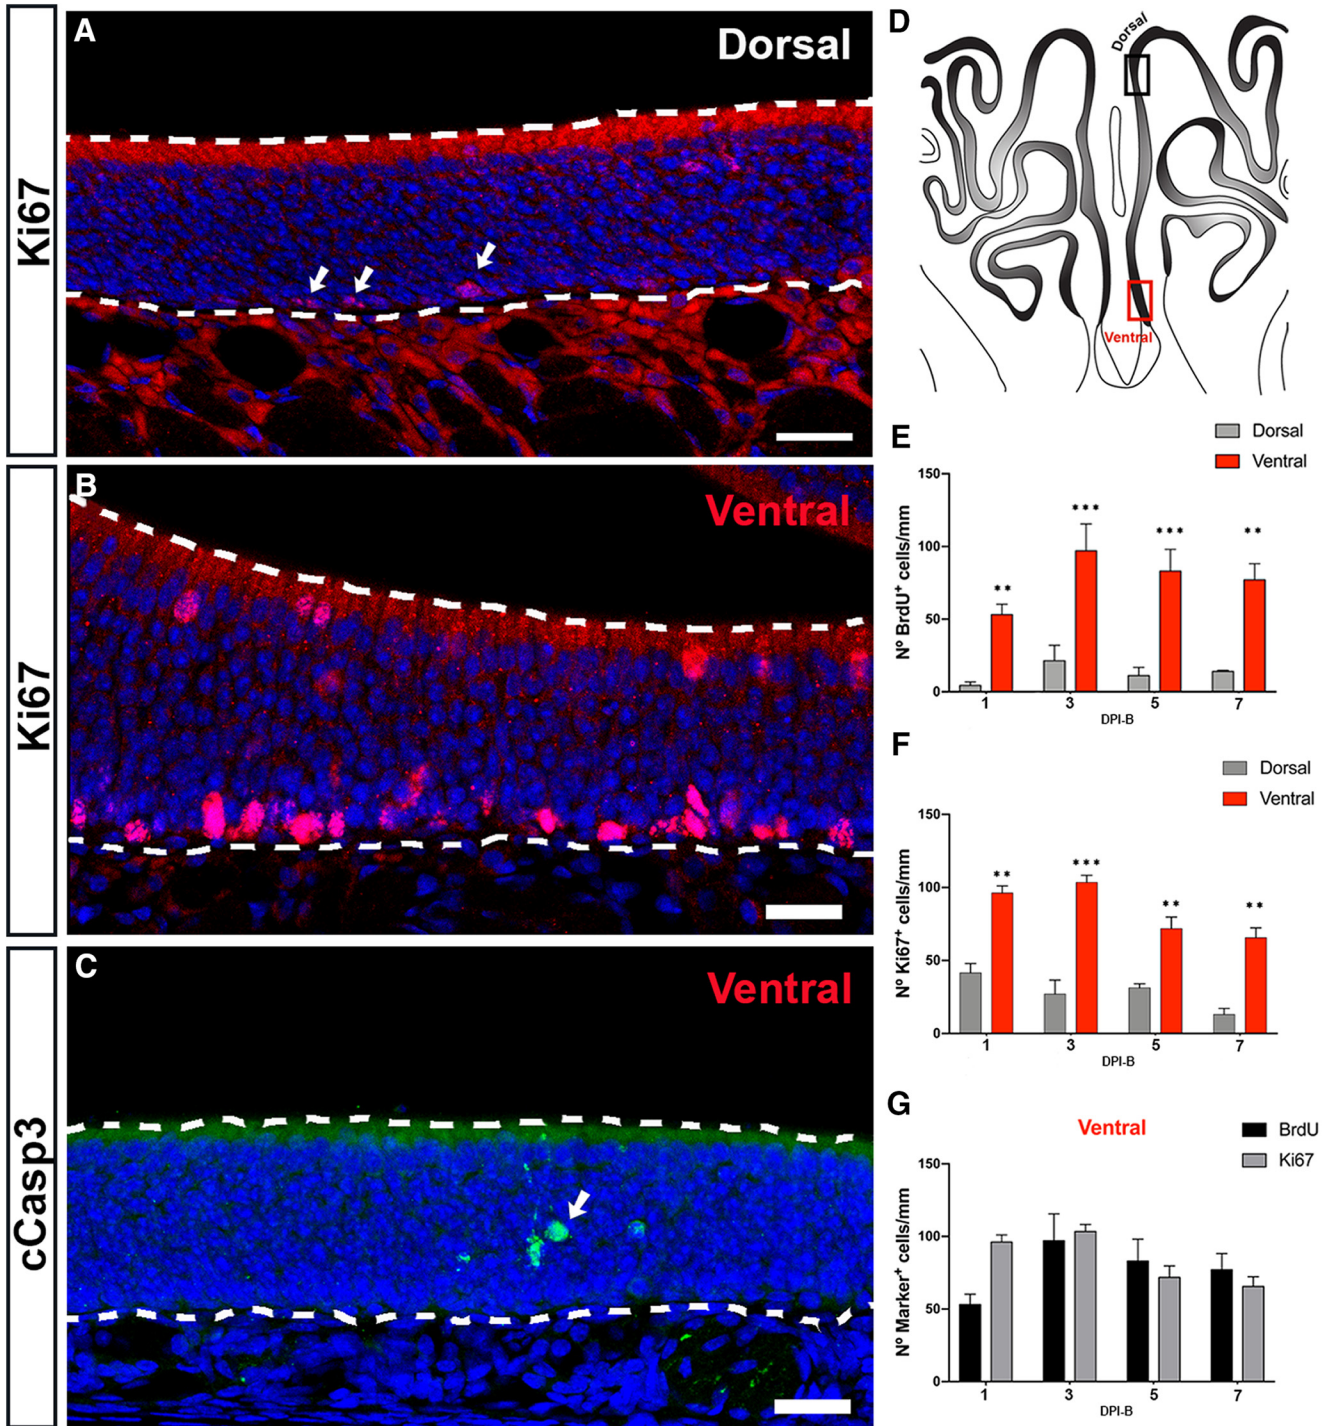 Ki67
A
Dorsal
Ki67
B
Ventral
cCasp3
C
Ventral
D
Dorsal
Ventral
E
Dorsal
Ventral
Nº BrdU⁺ cells/mm
150
100
50
0
** *** *** **
1 3 5 7
DPI-B
F
Dorsal
Ventral
Nº Ki67⁺ cells/mm
150
100
50
0
** *** ** **
1 3 5 7
DPI-B
G
Ventral
BrdU
Ki67
Nº Marker⁺ cells/mm
150
100
50
0
1 3 5 7
DPI-B